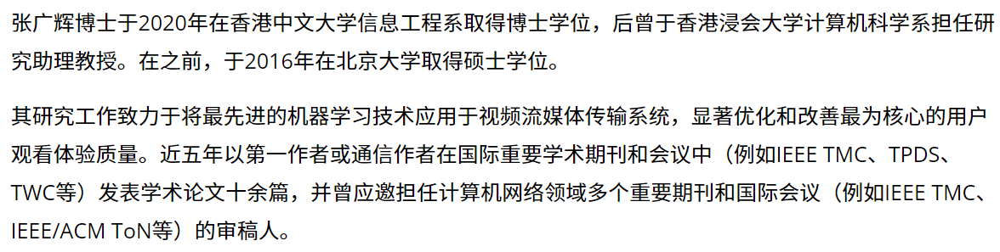 张广辉博士于2020年在香港中文大学信息工程系取得博士学位，后曾于香港浸会大学计算机科学系担任研
究助理教授。在之前，于2016年在北京大学取得硕士学位。
其研究工作致力于将最先进的机器学习技术应用于视频流媒体传输系统，显著优化和改善最为核心的用户
观看体验质量。近五年以第一作者或通信作者在国际重要学术期刊和会议中（例如IEEE TMC、TPDS、
TWC等）发表学术论文十余篇，并曾应邀担任计算机网络领域多个重要期刊和国际会议（例如IEEE TMC、
IEEE/ACM ToN等）的审稿人。